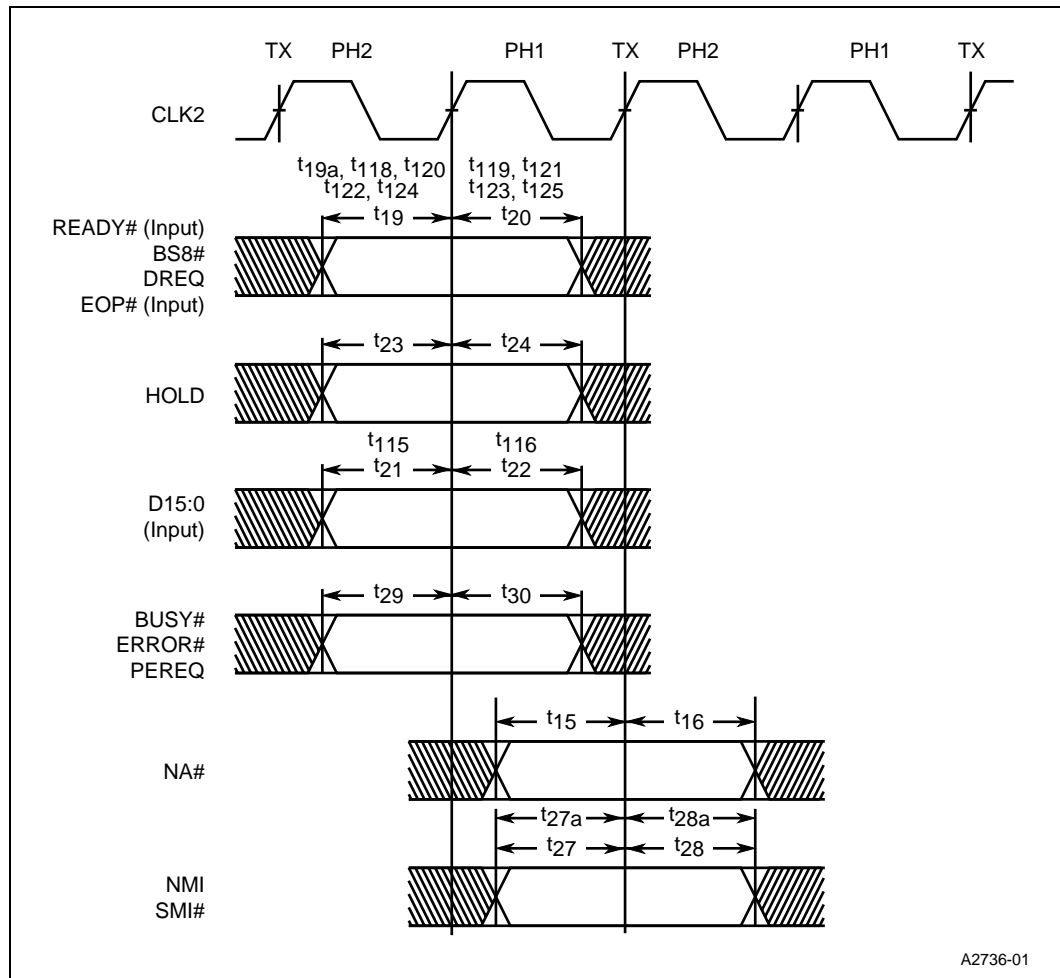 TX PH2 PH1 TX PH2 PH1 TX
CLK2
t19a, t118, t120 t119, t121
t122, t124 t123, t125
t19 t20
READY# (Input)
BS8#
DREQ
EOP# (Input)
t23 t24
HOLD
t115 t116
t21 t22
D15:0
(Input)
t29 t30
BUSY#
ERROR#
PEREQ
t15 t16
NA#
t27a t28a
t27 t28
NMI
SMI#
A2736-01